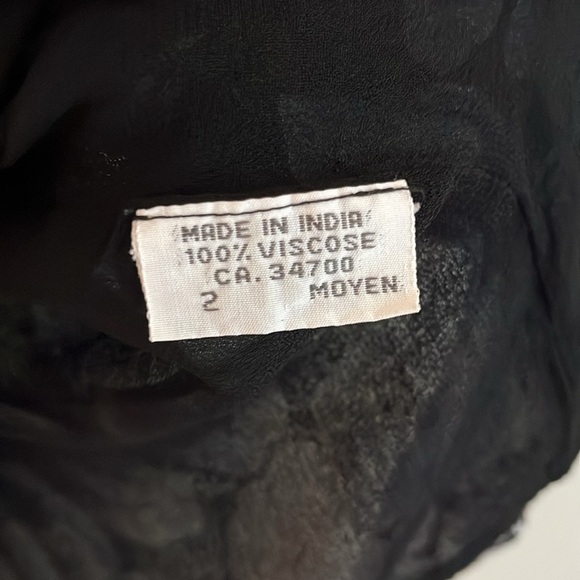 MADE IN INDIA
100% VISCOSE
CA. 34700
2 MOYEN